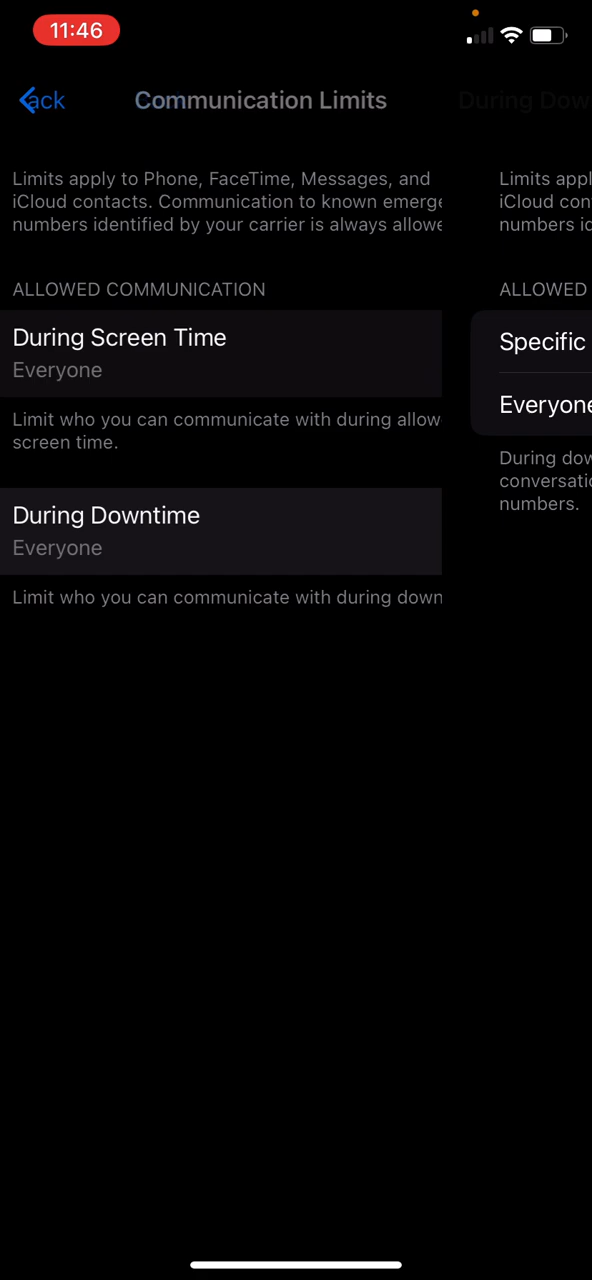 11:46
ack
Communication Limits
During Dow
Limits apply to Phone, FaceTime, Messages, and
iCloud contacts. Communication to known emerge
numbers identified by your carrier is always allowe
ALLOWED COMMUNICATION
During Screen Time
Everyone
Limit who you can communicate with during allow
screen time.
During Downtime
Everyone
Limit who you can communicate with during down
Limits appl
iCloud con
numbers id
ALLOWED
Specific
Everyone
During dow
conversatio
numbers.